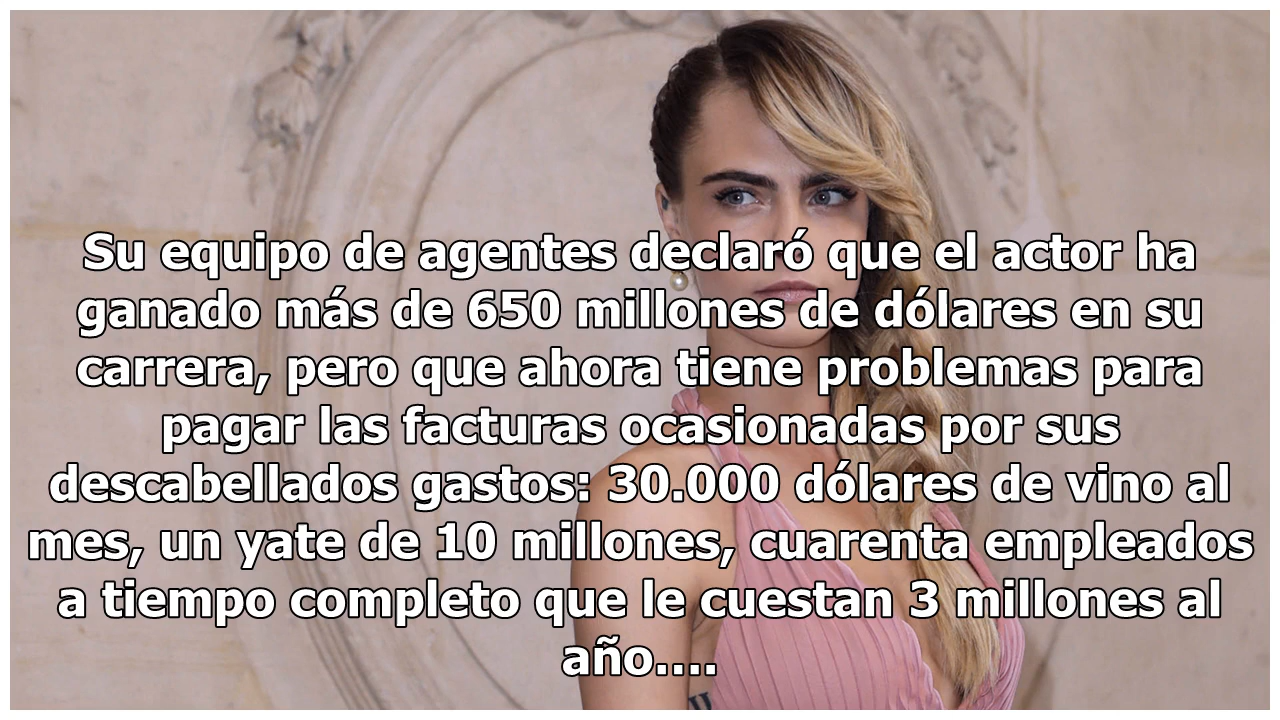 Su equipo de agentes declaró que el actor ha
ganado más de 650 millones de dólares en su
carrera, pero que ahora tiene problemas para
pagar las facturas ocasionadas por sus
descabellados gastos: 30.000 dólares de vino al
mes, un yate de 10 millones, cuarenta empleados
a tiempo completo que le cuestan 3 millones al
año....